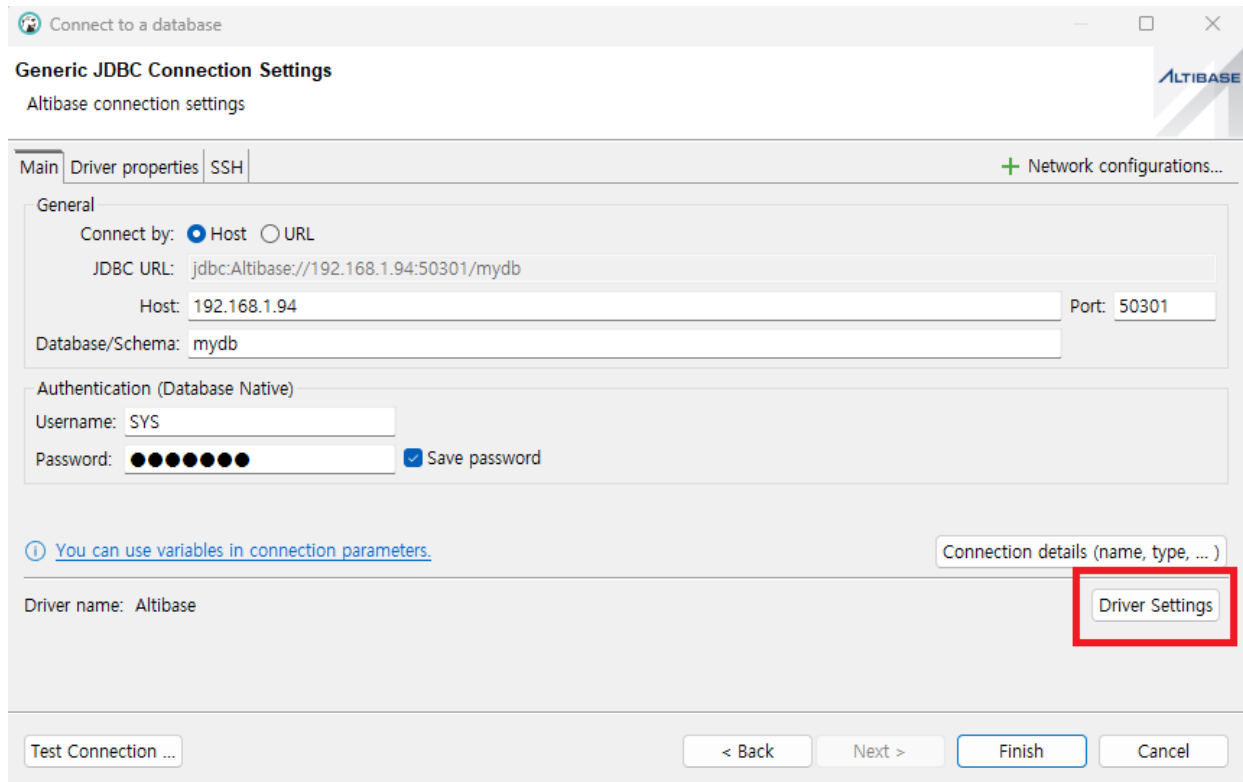 Connect to a database
Generic JDBC Connection Settings
ALTIBASE
Altibase connection settings
Main Driver properties SSH + Network configurations...
General
Connect by: Host URL
JDBC URL: jdbc:Altibase://192.168.1.94:50301/mydb
Host: 192.168.1.94 Port: 50301
Database/Schema: mydb
Authentication (Database Native)
Username: SYS
Password: ●●●●●●● Save password
You can use variables in connection parameters.
Connection details (name, type, ... )
Driver name: Altibase Driver Settings
Test Connection ... < Back Next > Finish Cancel